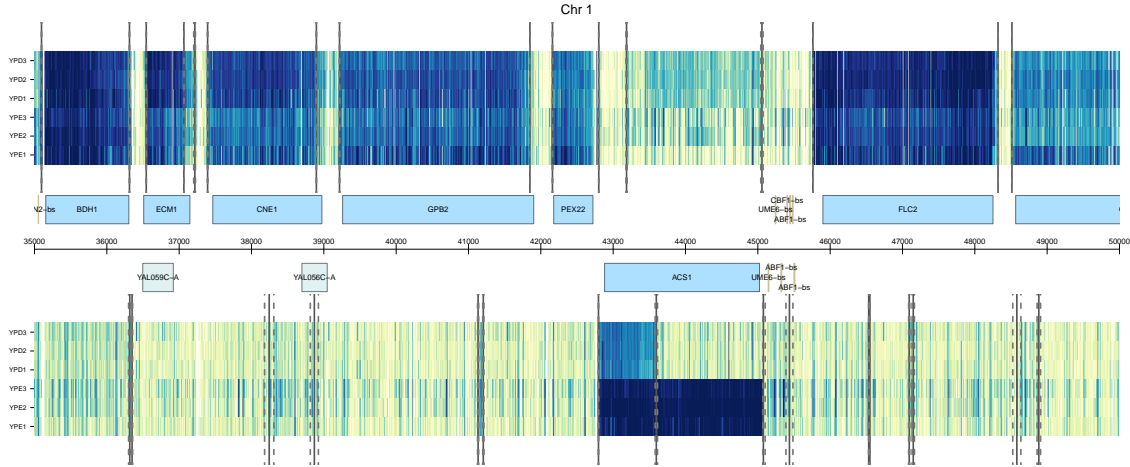 Chr 1
YPD3
YPD2
YPD1
YPE3
YPE2
YPE1
CBF1−bs
N2−bs BDH1 ECM1 CNE1 GPB2 PEX22 UME6−bs FLC2
ABF1−bs
35000 36000 37000 38000 39000 40000 41000 42000 43000 44000 45000 46000 47000 48000 49000 50000
ABF1−bs
YAL059C−A YAL056C−A ACS1 UME6−bs
ABF1−bs
YPD3
YPD2
YPD1
YPE3
YPE2
YPE1